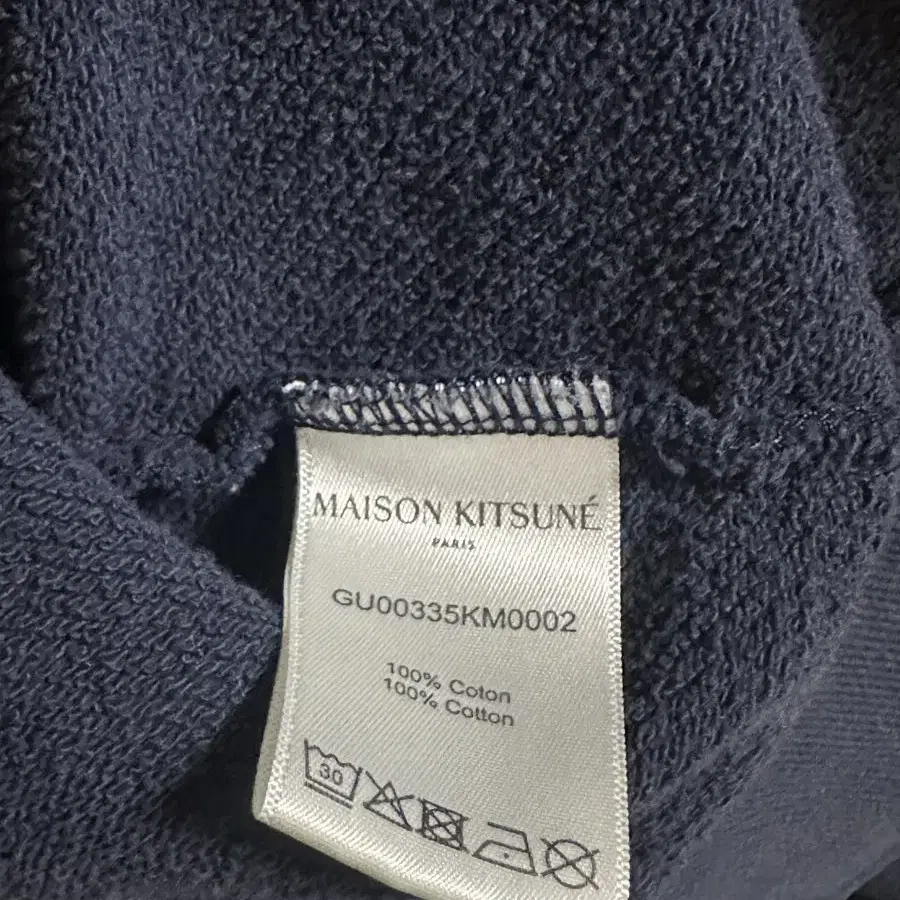 MAISON KITSUNÉ
PARIS
GU00335KM0002
100% Coton
100% Cotton
30